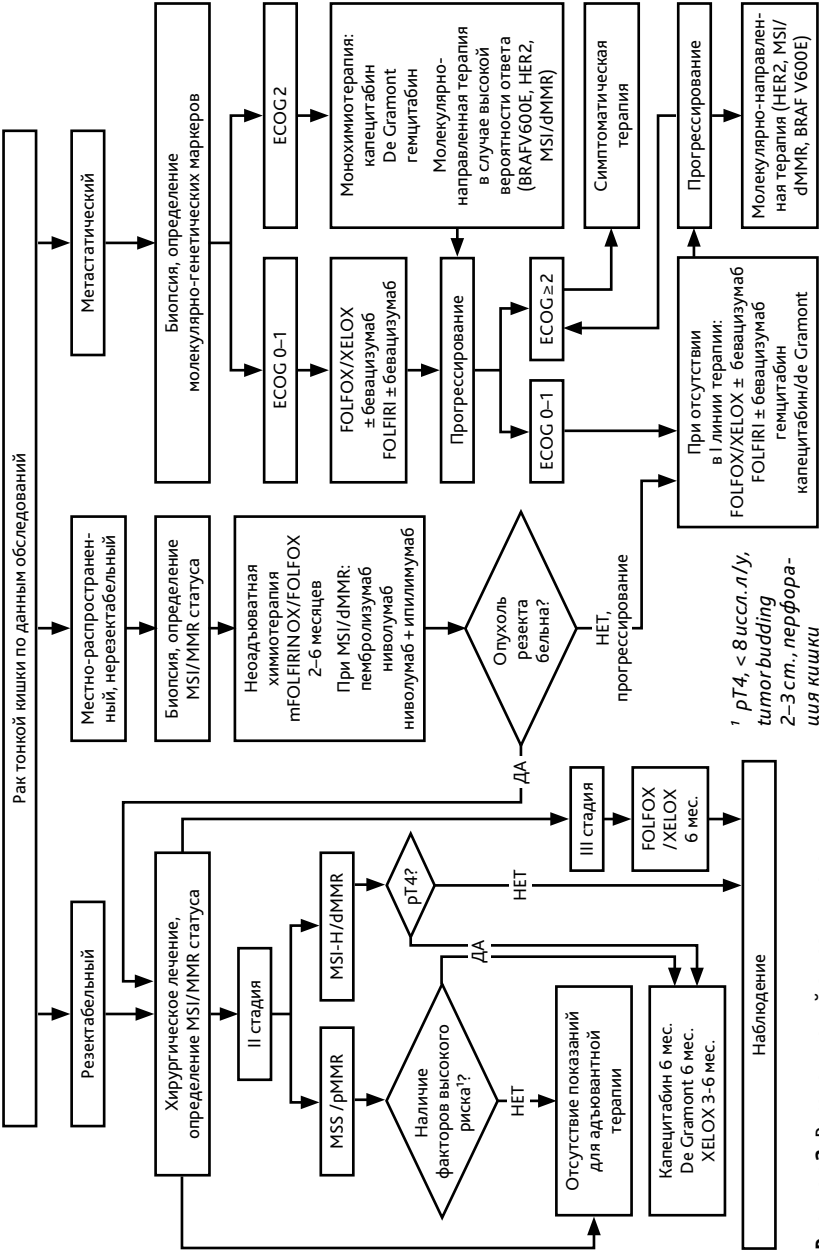 Рак тонкой кишки по данным обследований
Резектабельный
Местно-распространен-
ный, нерезектабельный
Метастатический
Хирургическое лечение,
определение MSI/MMR статуса
Биопсия, определение
MSI/MMR статуса
Биопсия, определение
молекулярно-генетических маркеров
II стадия
MSS /pMMR
MSI-H/dMMR
Наличие
факторов высокого
риска¹?
pT4?
НЕТ
ДА
НЕТ
Отсутствие показаний
для адъювантной
терапии
Капецитабин 6 мес.
De Gramont 6 мес.
XELOX 3-6 мес.
III стадия
FOLFOX
/XELOX
6 мес.
Наблюдение
Неоадъюватная
химиотерапия
mFOLFIRINOX/FOLFOX
2–6 месяцев
При MSI/dMMR:
пембролизумаб
ниволумаб
ниволумаб + ипилимумаб
Опухоль
резекта
бельна?
ДА
НЕТ,
прогрессирование
ECOG 0–1
ECOG 2
FOLFOX/XELOX
± бевацизумаб
FOLFIRI ± бевацизумаб
Монохимиотерапия:
капецитабин
De Gramont
гемцитабин
Молекулярно-
направленная терапия
в случае высокой
вероятности ответа
(BRAFV600E, HER2,
MSI/dMMR)
Прогрессирование
ECOG 0–1
ECOG ≥ 2
Симптоматическая
терапия
При отсутствии
в I линии терапии:
FOLFOX/XELOX ± бевацизумаб
FOLFIRI ± бевацизумаб
гемцитабин
капецитабин/de Gramont
Прогрессирование
Молекулярно-направлен-
ная терапия (HER2, MSI/
dMMR, BRAF V600E)
¹ pT4, < 8 иссл. л/у,
tumor budding
2–3 ст., перфора-
ция кишки